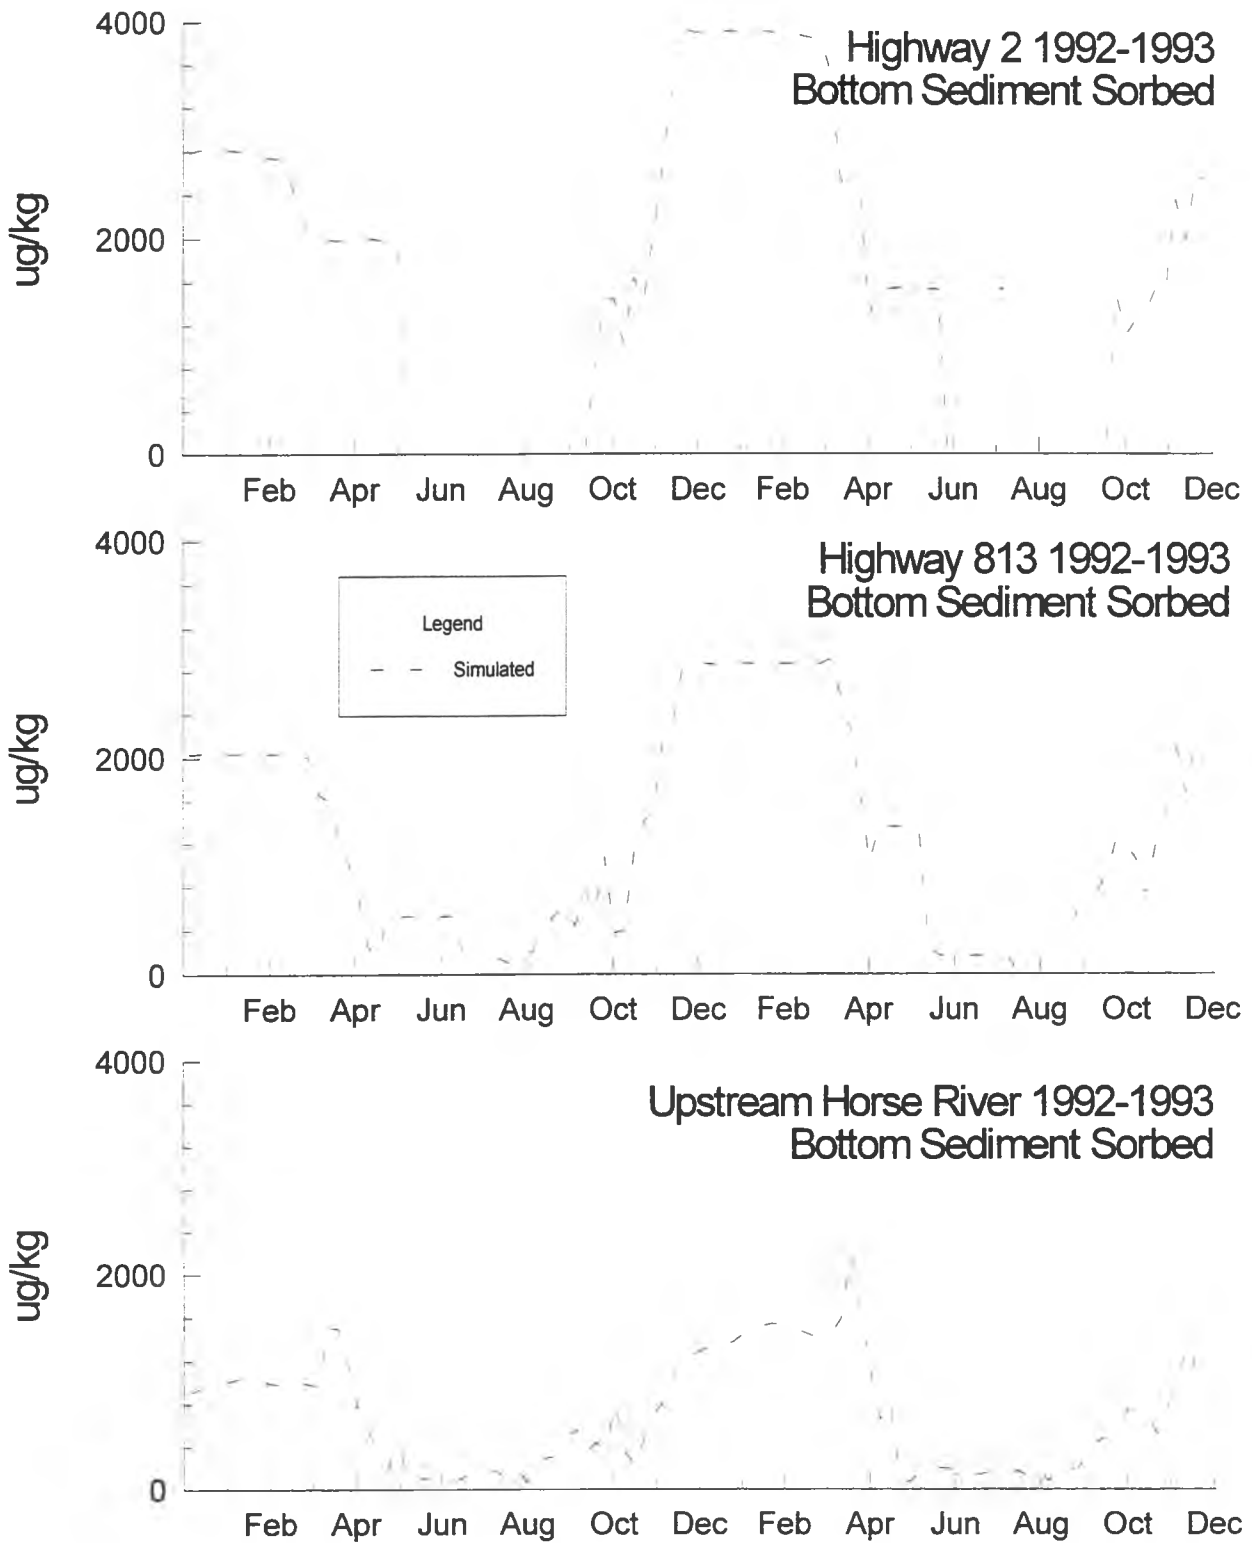 4000
Highway 2 1992-1993
Bottom Sediment Sorbed
ug/kg
2000
0
Feb Apr Jun Aug Oct Dec Feb Apr Jun Aug Oct Dec
4000
Highway 813 1992-1993
Bottom Sediment Sorbed
Legend
Simulated
ug/kg
2000
0
Feb Apr Jun Aug Oct Dec Feb Apr Jun Aug Oct Dec
4000
Upstream Horse River 1992-1993
Bottom Sediment Sorbed
ug/kg
2000
0
Feb Apr Jun Aug Oct Dec Feb Apr Jun Aug Oct Dec